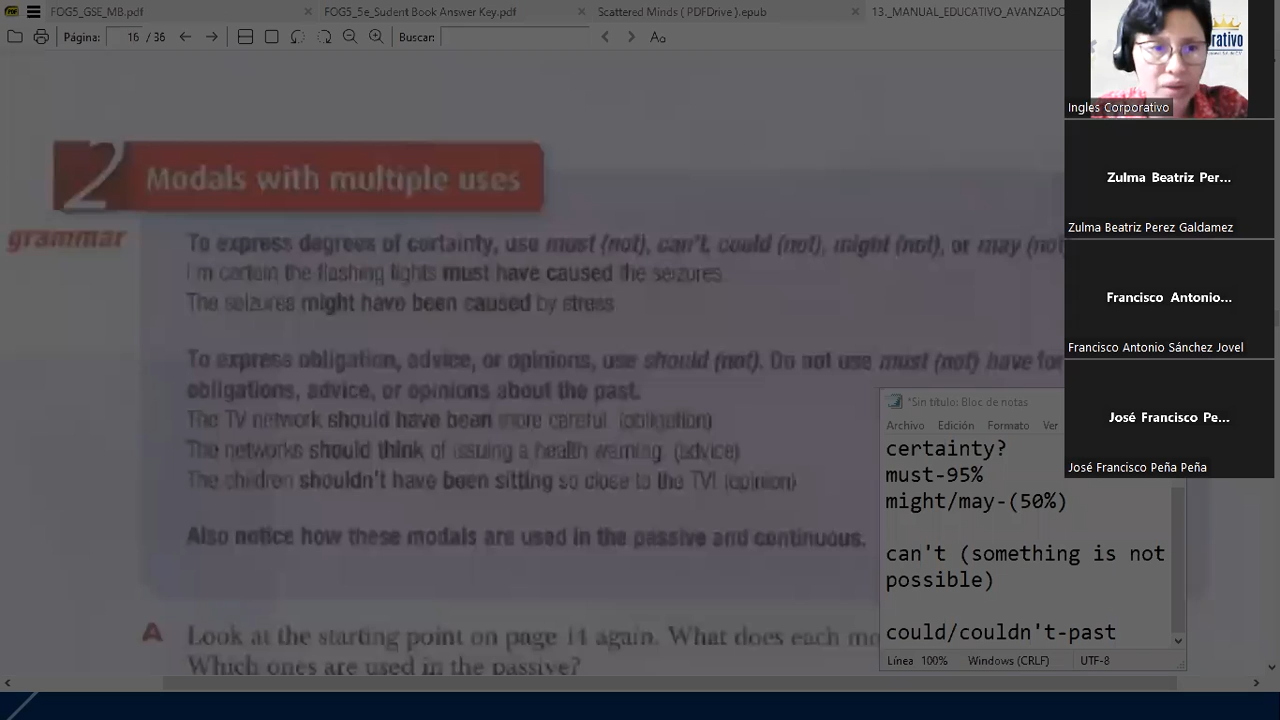 FOG5_GSE_MB.pdf
FOG5_5e_Sudent Book Answer Key.pdf
Scattered Minds ( PDFDrive ).epub
13._MANUAL_EDUCATIVO_AVANZADO
Página: 16 / 36 Buscar:
2 Modals with multiple uses
grammar
To express degrees of certainty, use must (not), can't, could (not), might (not), or may (not
I'm certain the flashing lights must have caused the seizures.
The seizures might have been caused by stress
To express obligation, advice, or opinions, use should (not). Do not use must (not) have for
obligations, advice, or opinions about the past.
The TV network should have been more careful. (obligation)
The networks should think of issuing a health warning. (advice)
The children shouldn't have been sitting so close to the TV! (opinion)
Also notice how these modals are used in the passive and continuous.
A Look at the starting point on page 14 again. What does each mo
Which ones are used in the passive?
*Sin título: Bloc de notas
Archivo Edición Formato Ver
certainty?
must-95%
might/may-(50%)
can't (something is not
possible)
could/couldn't-past
Línea 100% Windows (CRLF) UTF-8
orativo
Ingles Corporativo
Zulma Beatriz Per...
Zulma Beatriz Perez Galdamez
Francisco Antonio...
Francisco Antonio Sánchez Jovel
José Francisco Pe...
José Francisco Peña Peña